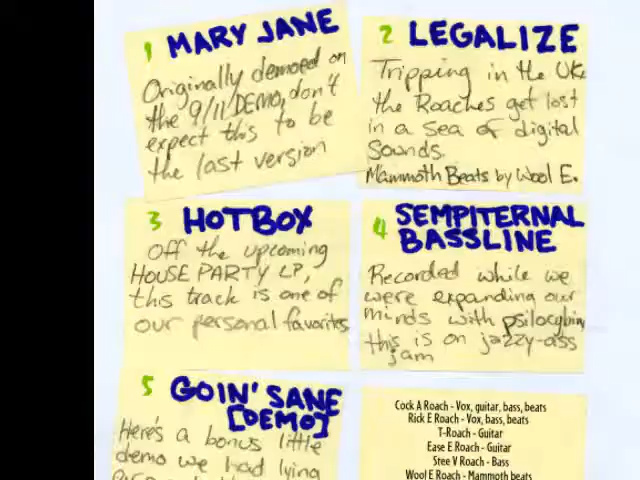 1 MARY JANE
Originally demoed on
the 9/11 DEMO, don't
expect this to be
the last version
2 LEGALIZE
Tripping in the UK,
the Roaches get lost
in a sea of digital
Sounds.
Mammoth Beats by Wool E.
3 HOTBOX
Off the upcoming
HOUSE PARTY LP,
this track is one of
our personal favorites
4 SEMPITERNAL
BASSLINE
Recorded while we
were expanding our
minds with psilocybin,
this is on jazzy-ass
jam
5 GOIN' SANE
[DEMO]
Here's a bonus little
demo we had lying
Cock A Roach - Vox, guitar, bass, beats
Rick E Roach - Vox, bass, beats
T-Roach - Guitar
Ease E Roach - Guitar
Stee V Roach - Bass
Wool E Roach - Mammoth beats